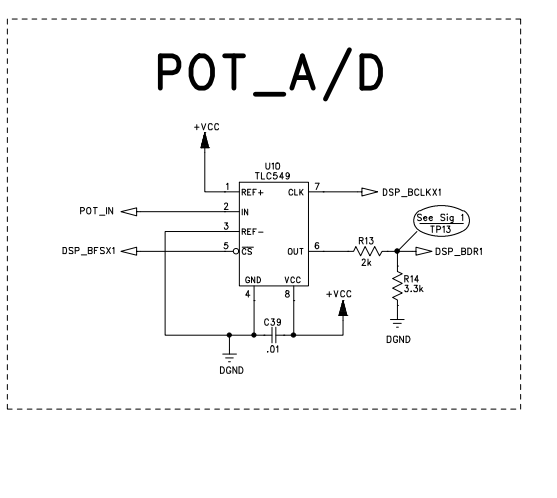 POT_A/D
+VCC
U10
TLC549
1 REF+ CLK 7 DSP_BCLKX1
POT_IN 2 IN
3 REF-
See Sig 1
TP13
DSP_BFSX1 5 CS OUT 6 R13 2k DSP_BDR1
R14
3.3k
GND VCC
4 8 +VCC
C39
.01
DGND
DGND